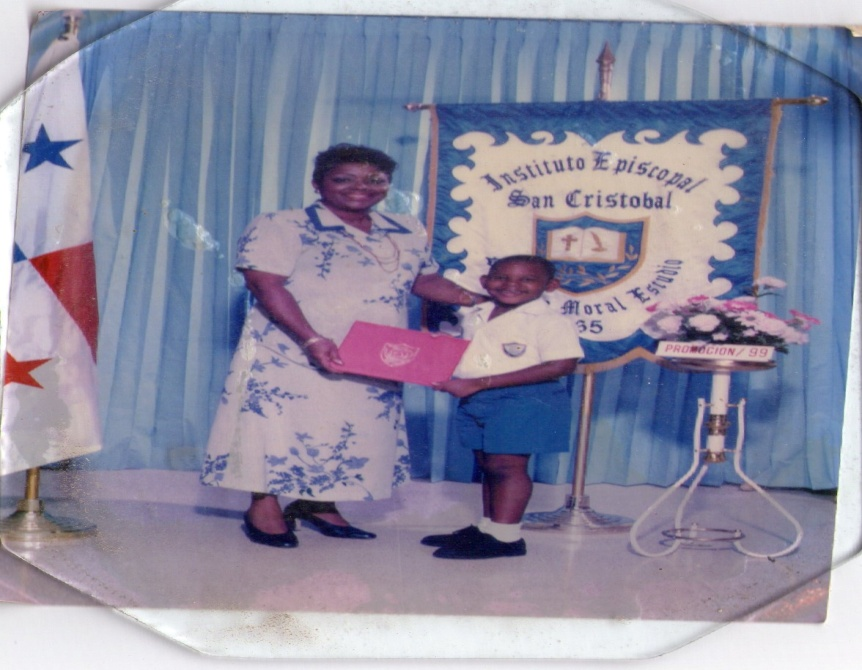 Instituto Episcopal
San Cristobal
Moral Estudio
65
PROMOCION/99